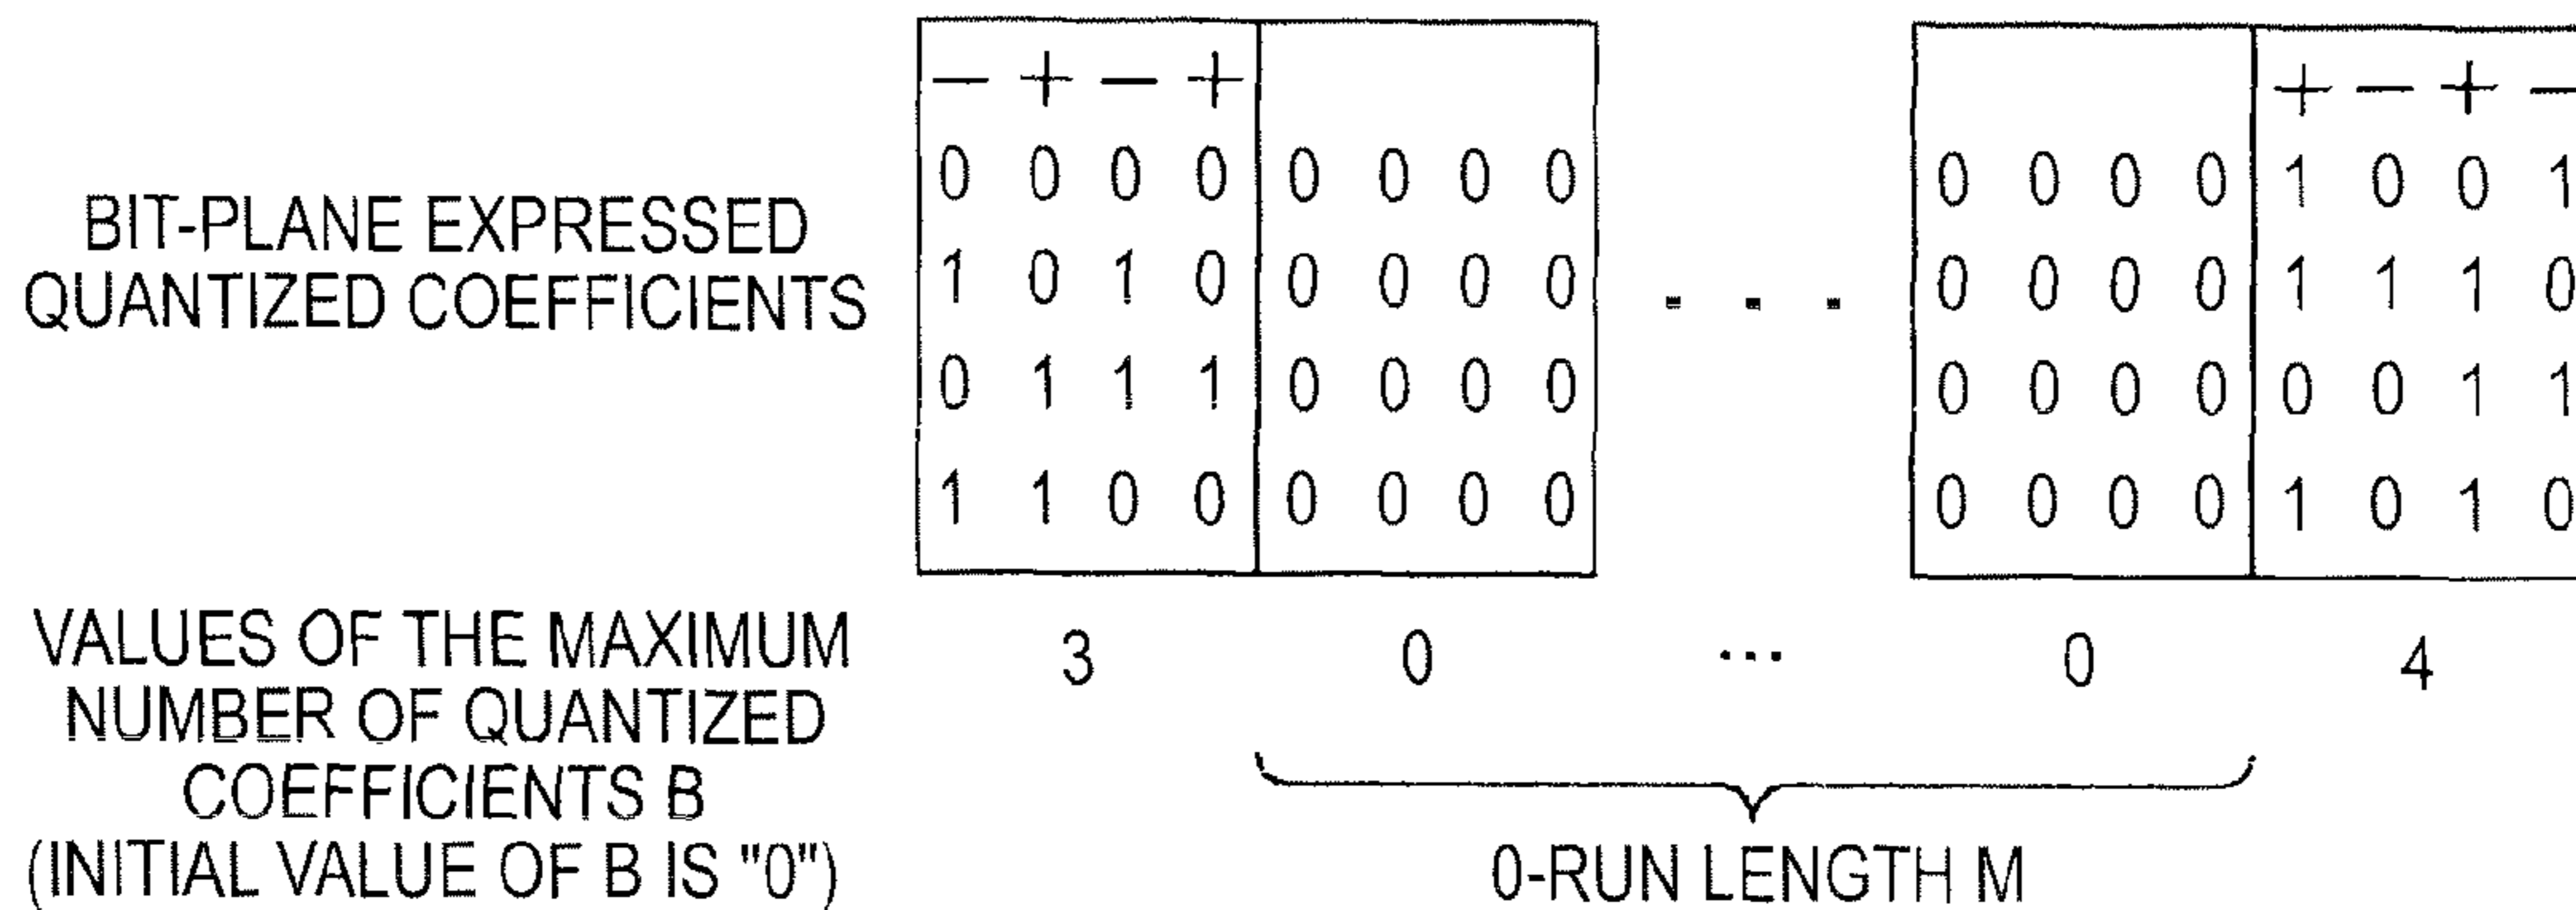 — + — +
+ — + —
0 0 0 0 0 0 0 0 0 0 0 0 1 0 0 1
BIT-PLANE EXPRESSED
QUANTIZED COEFFICIENTS
1 0 1 0 0 0 0 0 ... 0 0 0 0 1 1 1 0
0 1 1 1 0 0 0 0 0 0 0 0 0 0 1 1
1 1 0 0 0 0 0 0 0 0 0 0 1 0 1 0
VALUES OF THE MAXIMUM
NUMBER OF QUANTIZED
COEFFICIENTS B
(INITIAL VALUE OF B IS "0")
3 0 ... 0 4
0-RUN LENGTH M